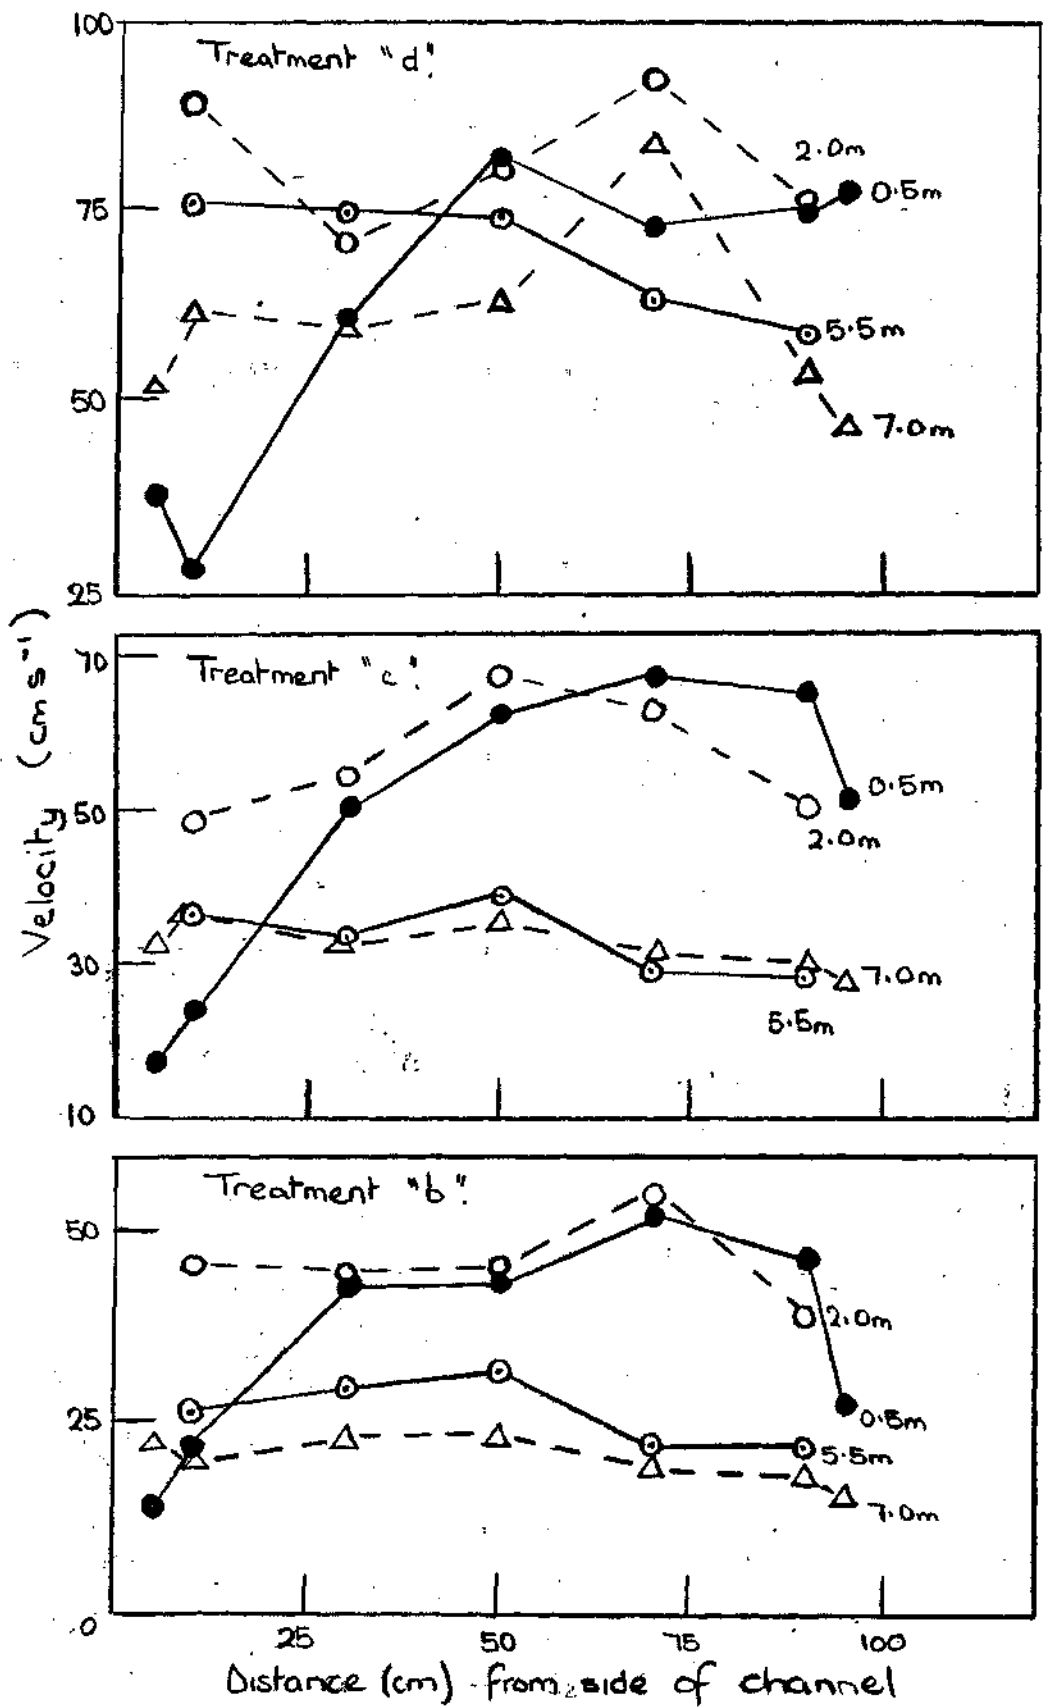 100
Treatment "d".
2.0m
0.5m
75
5.5m
50
7.0m
25
Velocity (cm s⁻¹)
70
Treatment "c".
0.5m
50
2.0m
30
7.0m
5.5m
10
Treatment "b".
50
2.0m
25
0.5m
5.5m
7.0m
0
25 50 75 100
Distance (cm) from side of channel